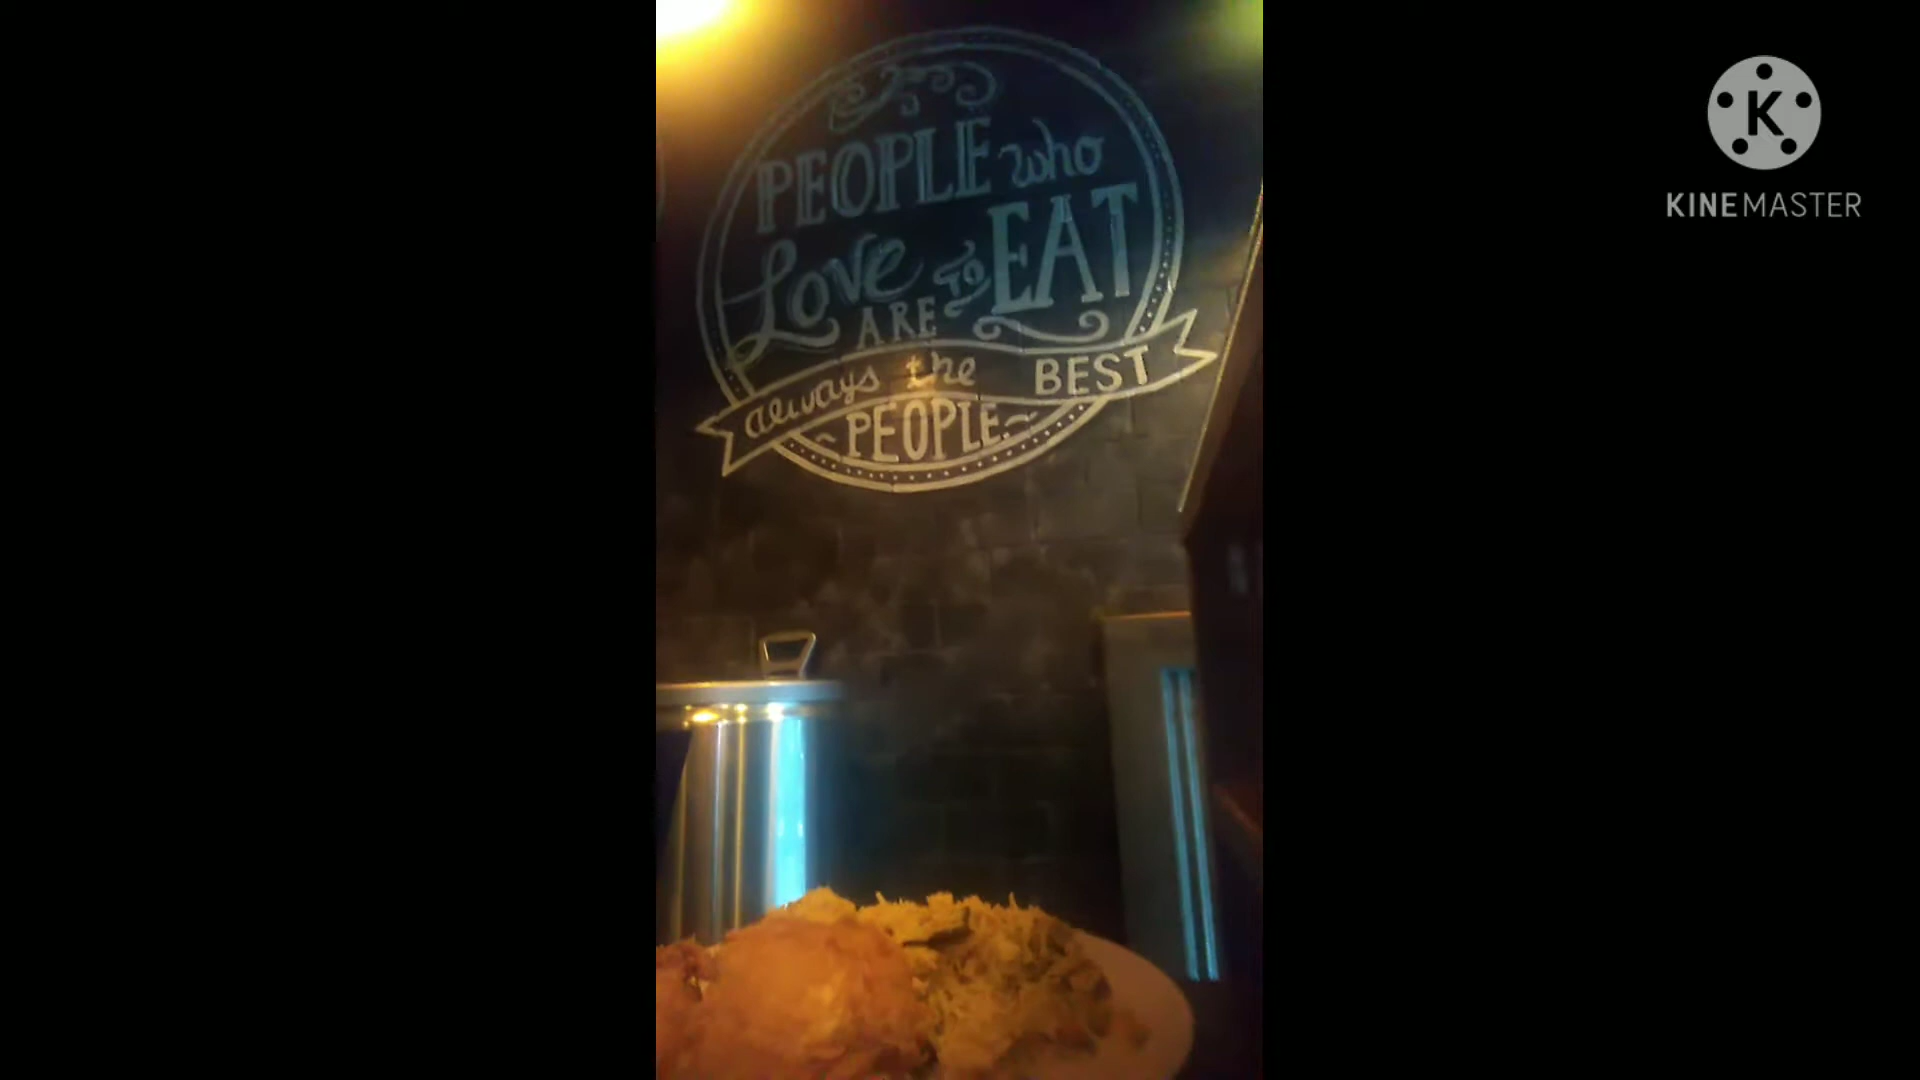 PEOPLE who
Love TO EAT
ARE
always the BEST
PEOPLE.
K
KINEMASTER